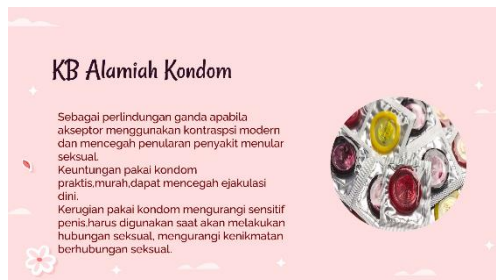 KB Alamiah Kondom
Sebagai perlindungan ganda apabila
akseptor menggunakan kontraspsi modern
dan mencegah penularan penyakit menular
seksual.
Keuntungan pakai kondom
praktis,murah,dapat mencegah ejakulasi
dini.
Kerugian pakai kondom mengurangi sensitif
penis.harus digunakan saat akan melakukan
hubungan seksual, mengurangi kenikmatan
berhubungan seksual.